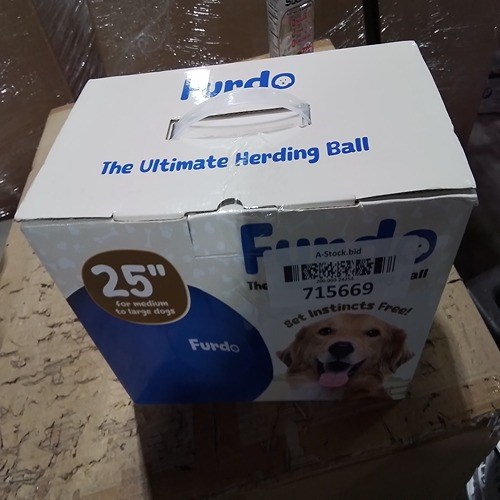 Furdo
The Ultimate Herding Ball
Furdo
25"
for medium
to large dogs
Furdo
A-Stock.bid
The
all
715669
Set Instincts Free!